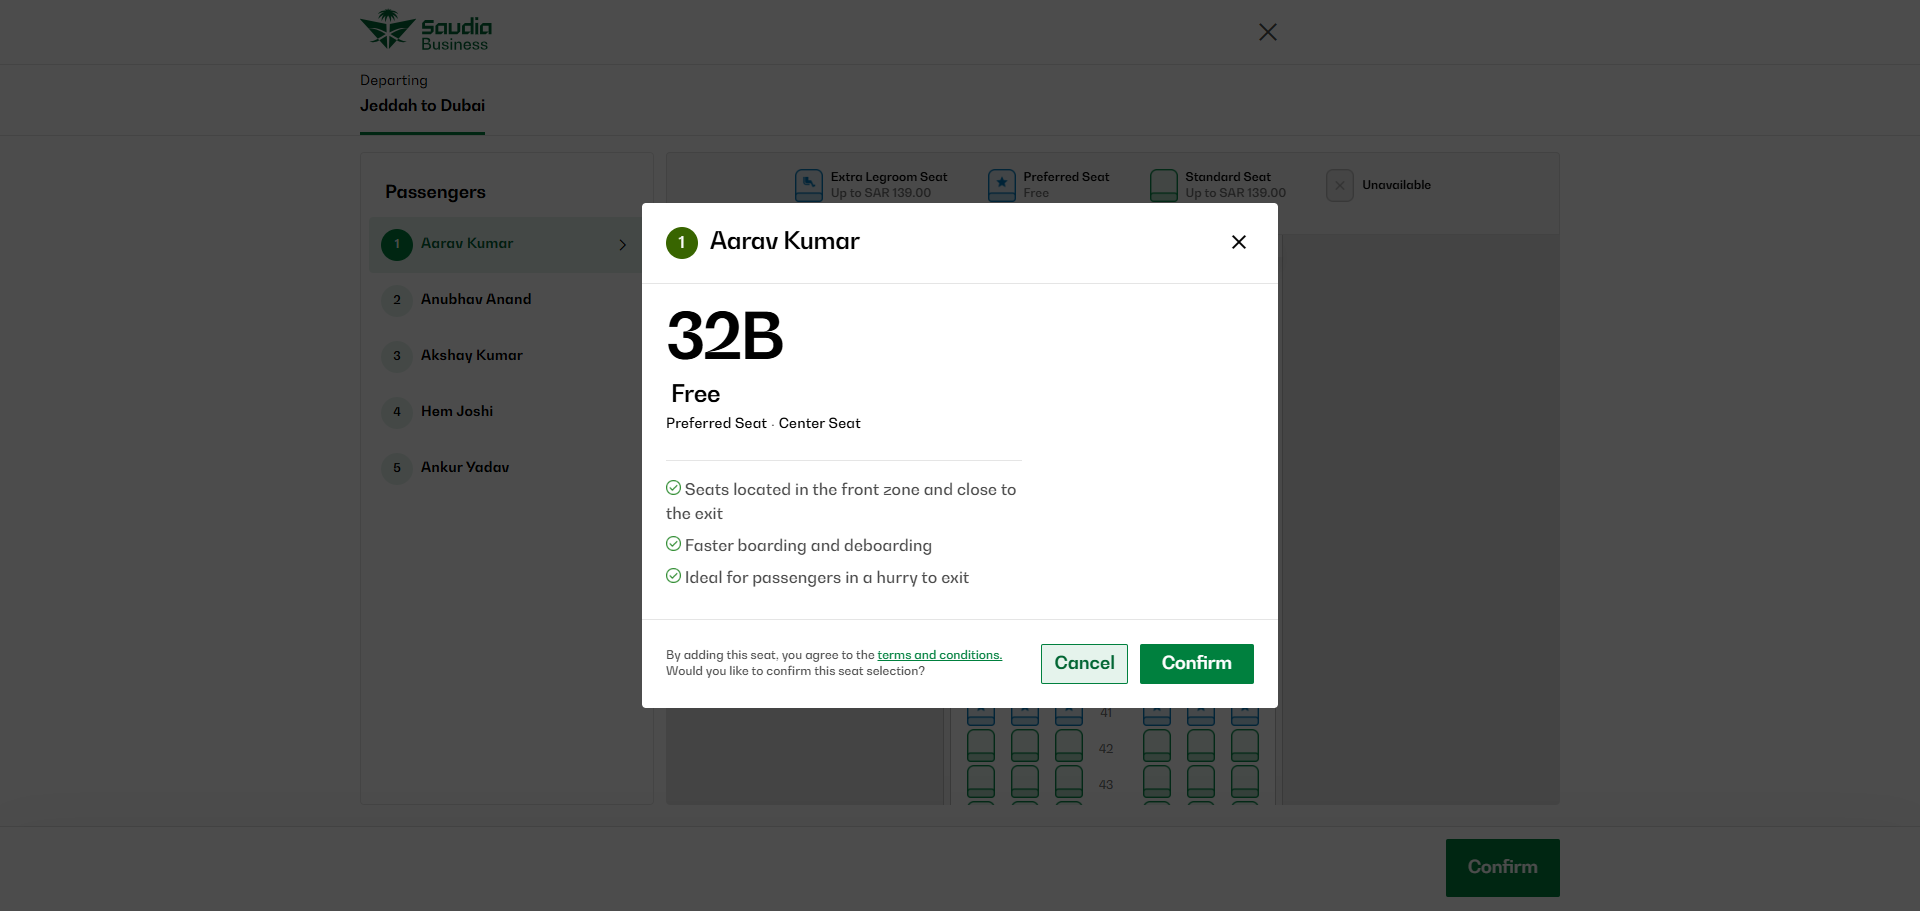 Saudia
Business
Departing
Jeddah to Dubai
Passengers
1 Aarav Kumar
2 Anubhav Anand
3 Akshay Kumar
4 Hem Joshi
5 Ankur Yadav
Extra Legroom Seat
Up to SAR 139.00
Preferred Seat
Free
Standard Seat
Up to SAR 139.00
Unavailable
1 Aarav Kumar
32B
Free
Preferred Seat · Center Seat
Seats located in the front zone and close to
the exit
Faster boarding and deboarding
Ideal for passengers in a hurry to exit
By adding this seat, you agree to the terms and conditions.
Would you like to confirm this seat selection?
Cancel
Confirm
41
42
43
Confirm